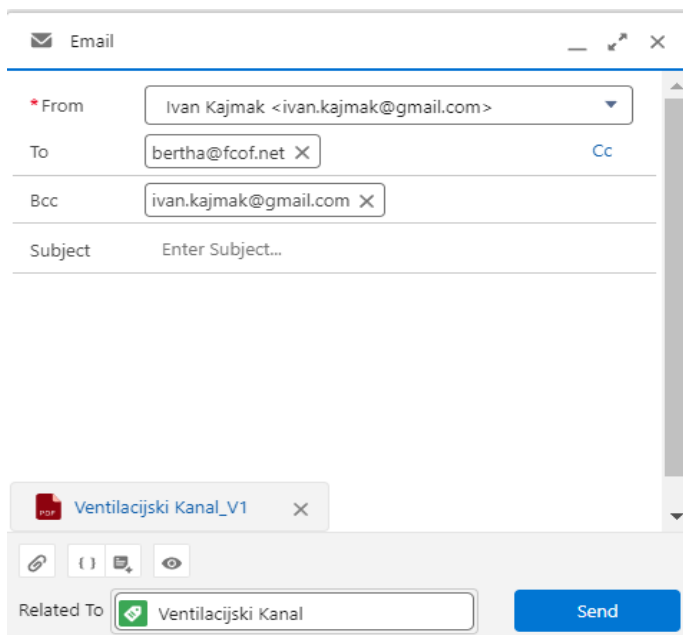 Email
* From Ivan Kajmak <ivan.kajmak@gmail.com>
To bertha@fcof.net Cc
Bcc ivan.kajmak@gmail.com
Subject Enter Subject...
PDF Ventilacijski Kanal_V1
{ }
Related To Ventilacijski Kanal Send